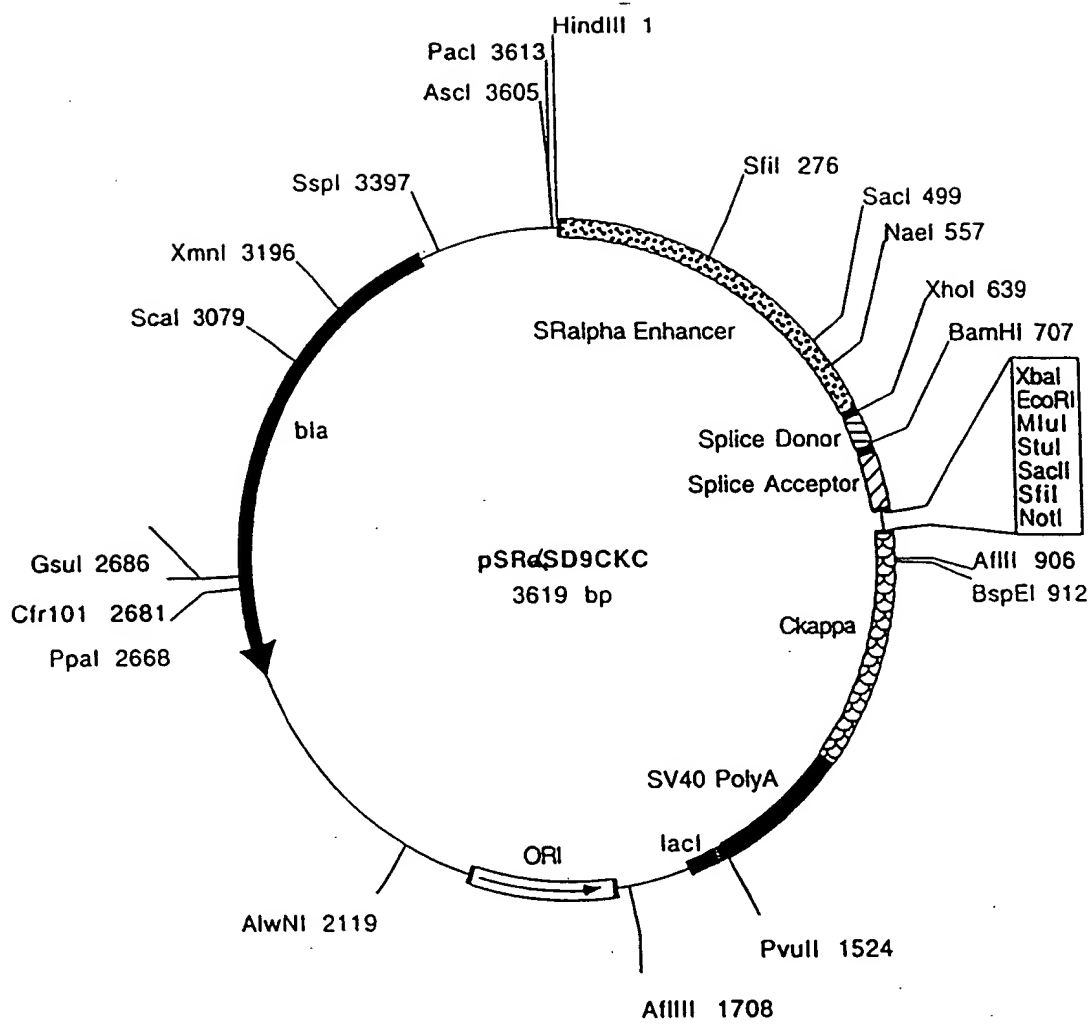 HindIII 1
PacI 3613
AscI 3605
SfiI 276
SspI 3397
SacI 499
NaeI 557
XmnI 3196
XhoI 639
ScaI 3079
SRalpha Enhancer
BamHI 707
XbaI
EcoRI
MluI
StuI
SacII
SfiI
NotI
bla
Splice Donor
Splice Acceptor
pSRαSD9CKC
3619 bp
GsuI 2686
AflII 906
Cfr101 2681
BspEI 912
PpaI 2668
Ckappa
SV40 PolyA
lacI
ORI
AlwNI 2119
PvuII 1524
AflIII 1708